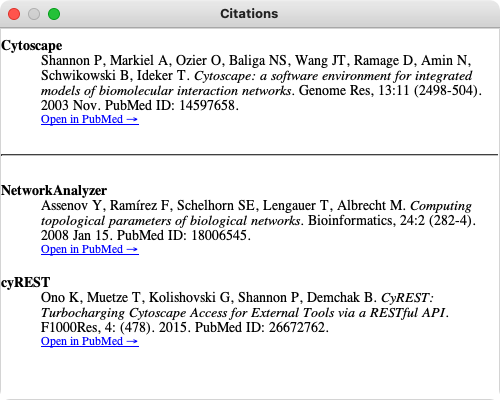 Citations
Cytoscape
Shannon P, Markiel A, Ozier O, Baliga NS, Wang JT, Ramage D, Amin N,
Schwikowski B, Ideker T. Cytoscape: a software environment for integrated
models of biomolecular interaction networks. Genome Res, 13:11 (2498-504).
2003 Nov. PubMed ID: 14597658.
Open in PubMed →
NetworkAnalyzer
Assenov Y, Ramírez F, Schelhorn SE, Lengauer T, Albrecht M. Computing
topological parameters of biological networks. Bioinformatics, 24:2 (282-4).
2008 Jan 15. PubMed ID: 18006545.
Open in PubMed →
cyREST
Ono K, Muetze T, Kolishovski G, Shannon P, Demchak B. CyREST:
Turbocharging Cytoscape Access for External Tools via a RESTful API.
F1000Res, 4: (478). 2015. PubMed ID: 26672762.
Open in PubMed →